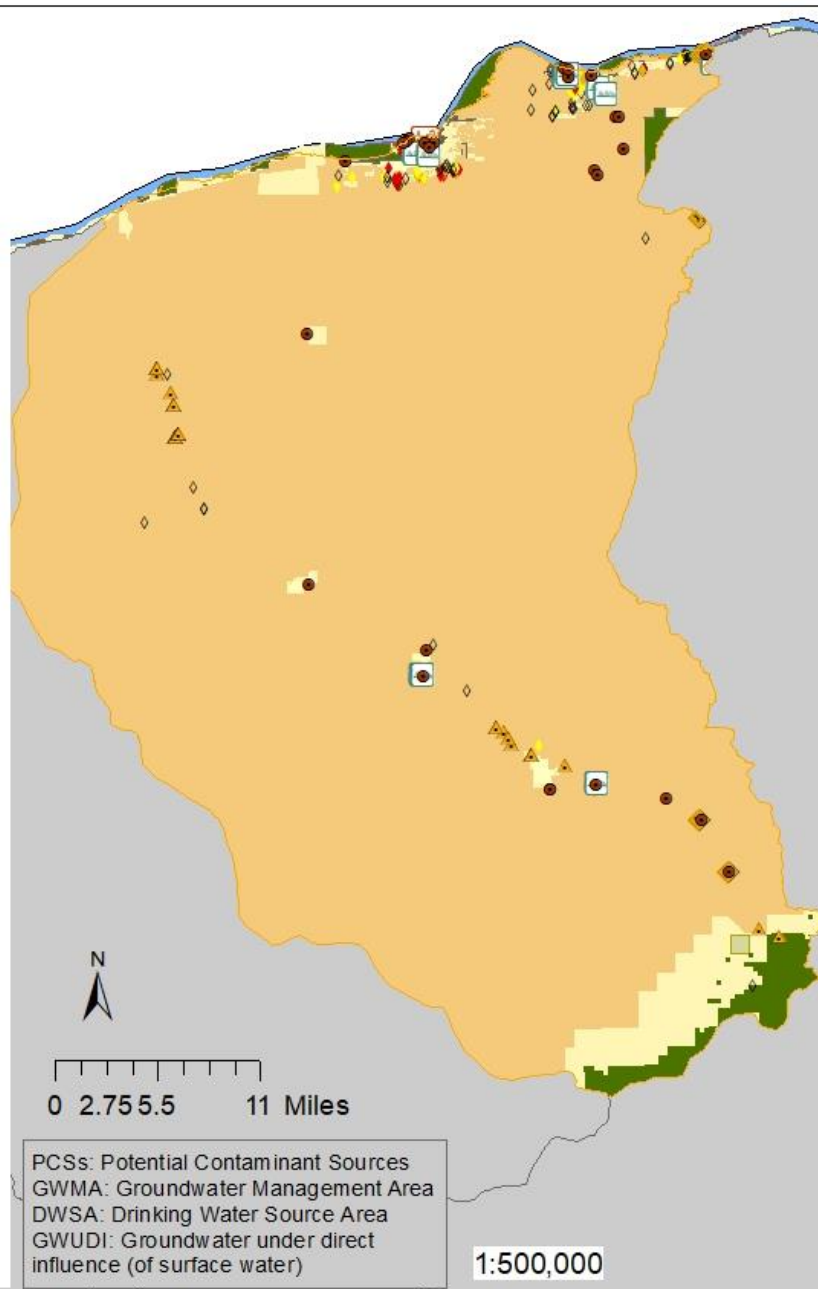 N
0 2.75 5.5 11 Miles
PCSs: Potential Contaminant Sources
GWMA: Groundwater Management Area
DWSA: Drinking Water Source Area
GWUDI: Groundwater under direct
influence (of surface water)
1:500,000